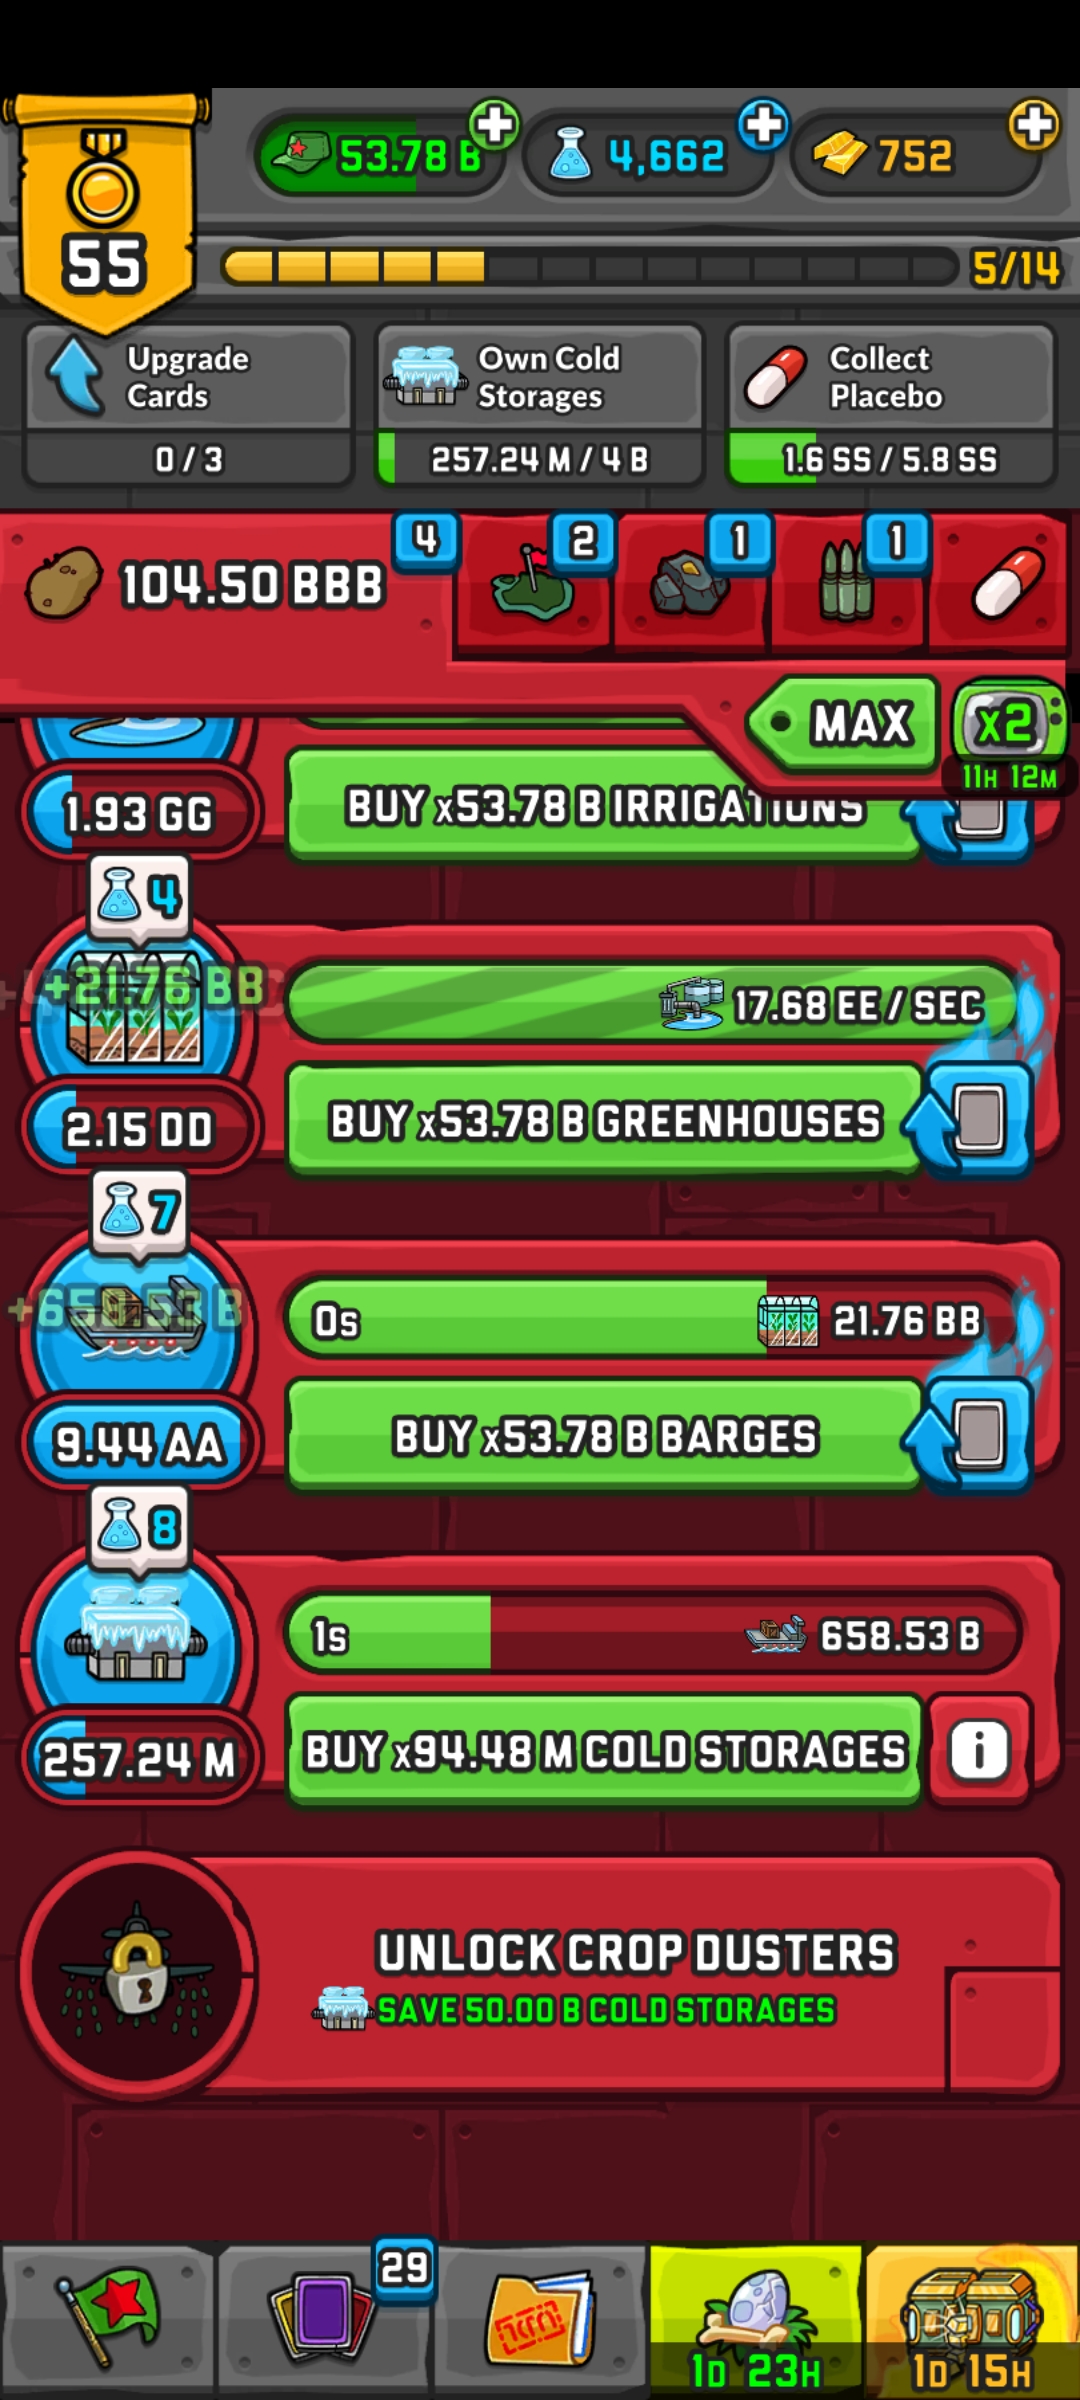 55
53.78 B
4,662
752
5/14
Upgrade
Cards
0 / 3
Own Cold
Storages
257.24 M / 4 B
Collect
Placebo
1.6 SS / 5.8 SS
104.50 BBB
4
2
1
1
MAX
X2
11H 12M
1.93 GG
BUY x53.78 B IRRIGATIONS
4
+21.76 BB
17.68 EE / SEC
2.15 DD
BUY x53.78 B GREENHOUSES
7
+658.53 B
0s
21.76 BB
9.44 AA
BUY x53.78 B BARGES
8
1s
658.53 B
257.24 M
BUY x94.48 M COLD STORAGES
i
UNLOCK CROP DUSTERS
SAVE 50.00 B COLD STORAGES
29
1D 23H
1D 15H